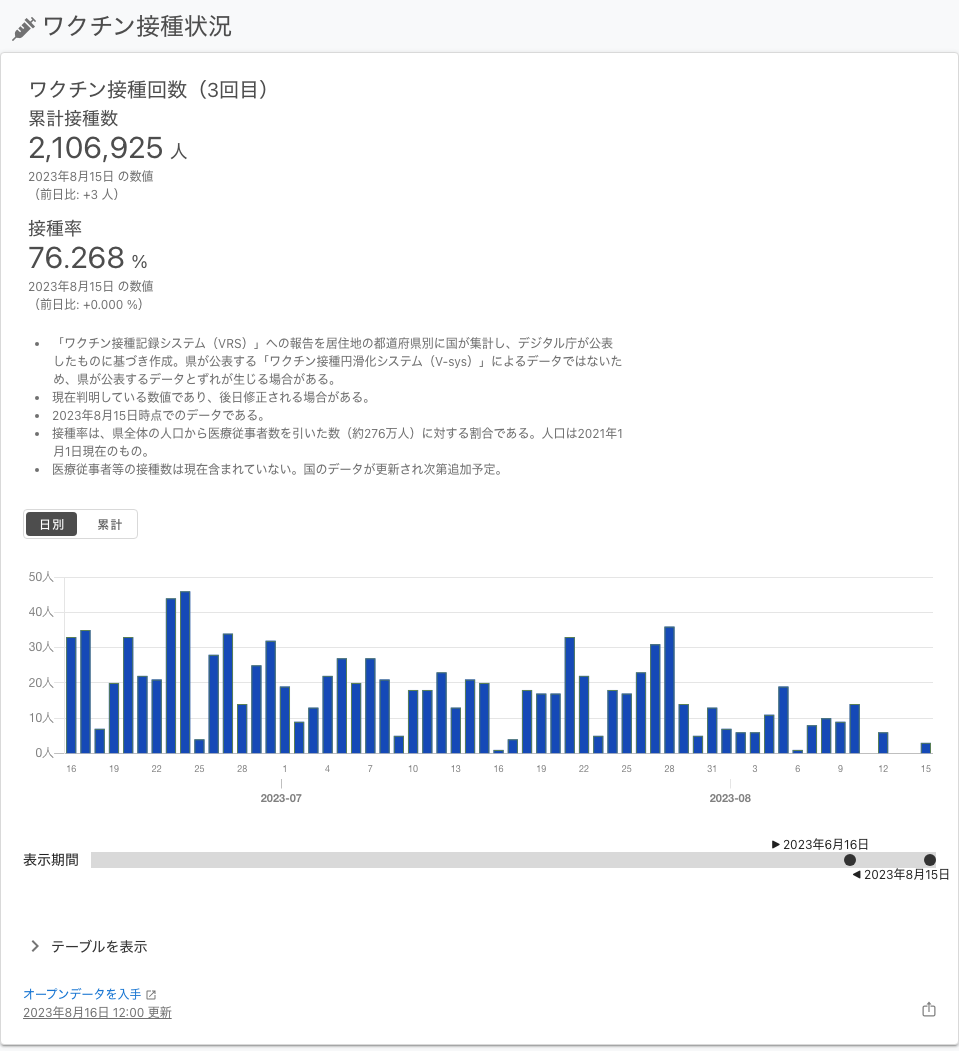 ワクチン接種状況
ワクチン接種回数（3回目）
累計接種数
2,106,925 人
2023年8月15日 の数値
（前日比: +3 人）
接種率
76.268 %
2023年8月15日 の数値
（前日比: +0.000 %）
• 「ワクチン接種記録システム（VRS）」への報告を居住地の都道府県別に国が集計し、デジタル庁が公表
したものに基づき作成。県が公表する「ワクチン接種円滑化システム（V-sys）」によるデータではないた
め、県が公表するデータとずれが生じる場合がある。
• 現在判明している数値であり、後日修正される場合がある。
• 2023年8月15日時点でのデータである。
• 接種率は、県全体の人口から医療従事者数を引いた数（約276万人）に対する割合である。人口は2021年1
月1日現在のもの。
• 医療従事者等の接種数は現在含まれていない。国のデータが更新され次第追加予定。
日別 累計
50人
40人
30人
20人
10人
0人
16 19 22 25 28 1 4 7 10 13 16 19 22 25 28 31 3 6 9 12 15
2023-07 2023-08
▶ 2023年6月16日
表示期間
◀ 2023年8月15日
テーブルを表示
オープンデータを入手
2023年8月16日 12:00 更新